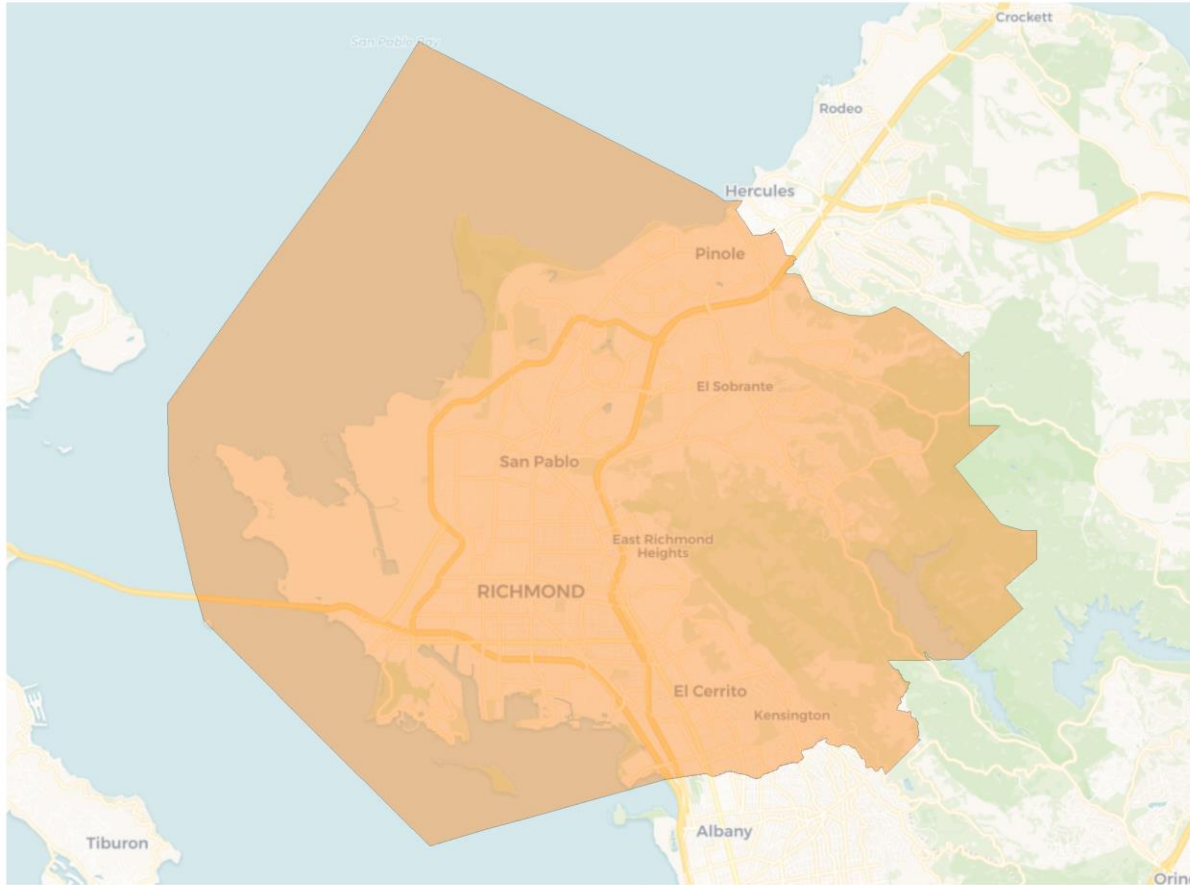 Crockett
San Pablo Bay
Rodeo
Hercules
Pinole
El Sobrante
San Pablo
East Richmond
Heights
RICHMOND
El Cerrito
Kensington
Albany
Tiburon
Orin